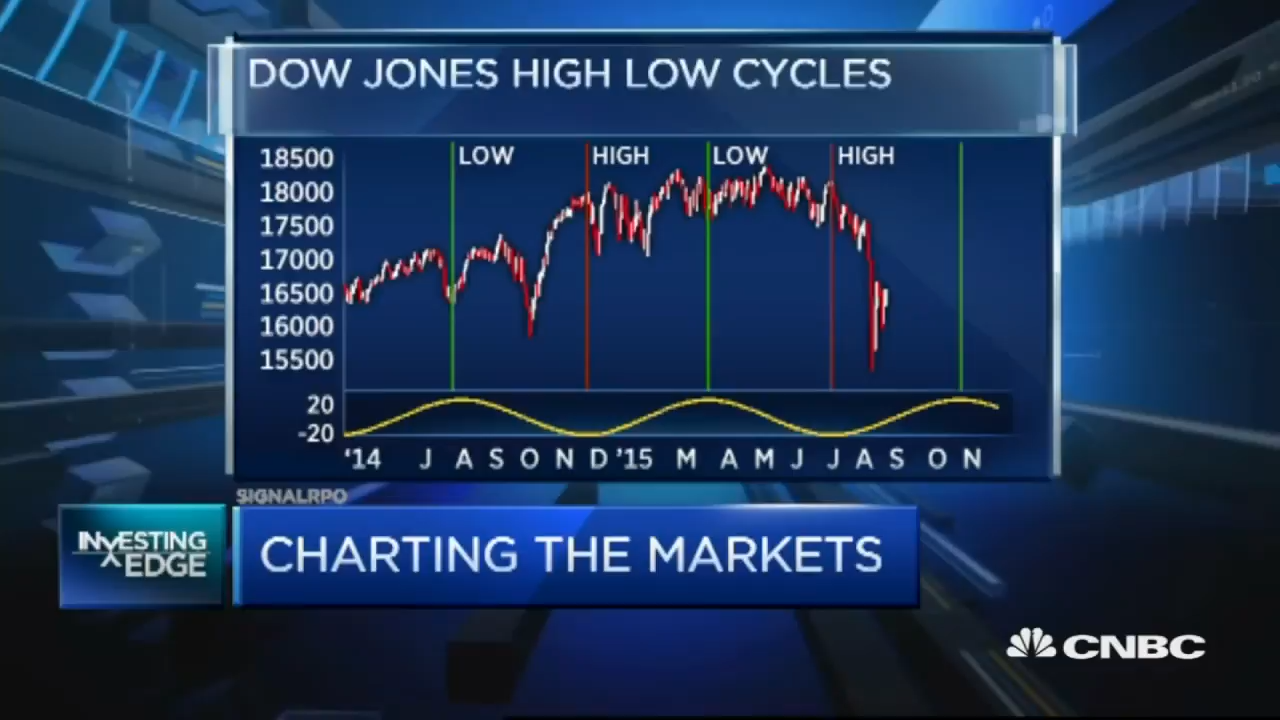 DOW JONES HIGH LOW CYCLES
LOW HIGH LOW HIGH
18500
18000
17500
17000
16500
16000
15500
20
-20
'14 J A S O N D '15 M A M J J A S O N
SIGNALRPO
INVESTING
EDGE
CHARTING THE MARKETS
CNBC